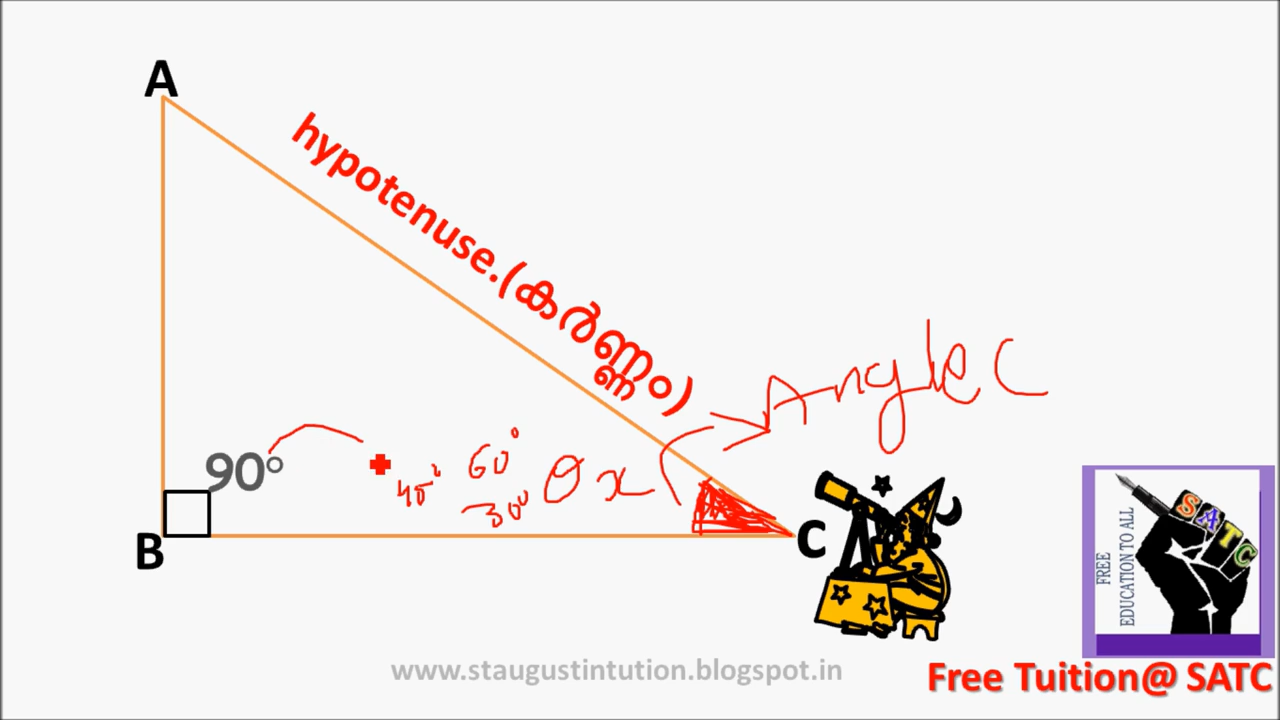 A
hypotenuse.(കർണ്ണം)
Angle C
90°
45°
60°
30°
θ
x
B
C
FREE
EDUCATION TO ALL
SATC
www.staugustintution.blogspot.in
Free Tuition@ SATC